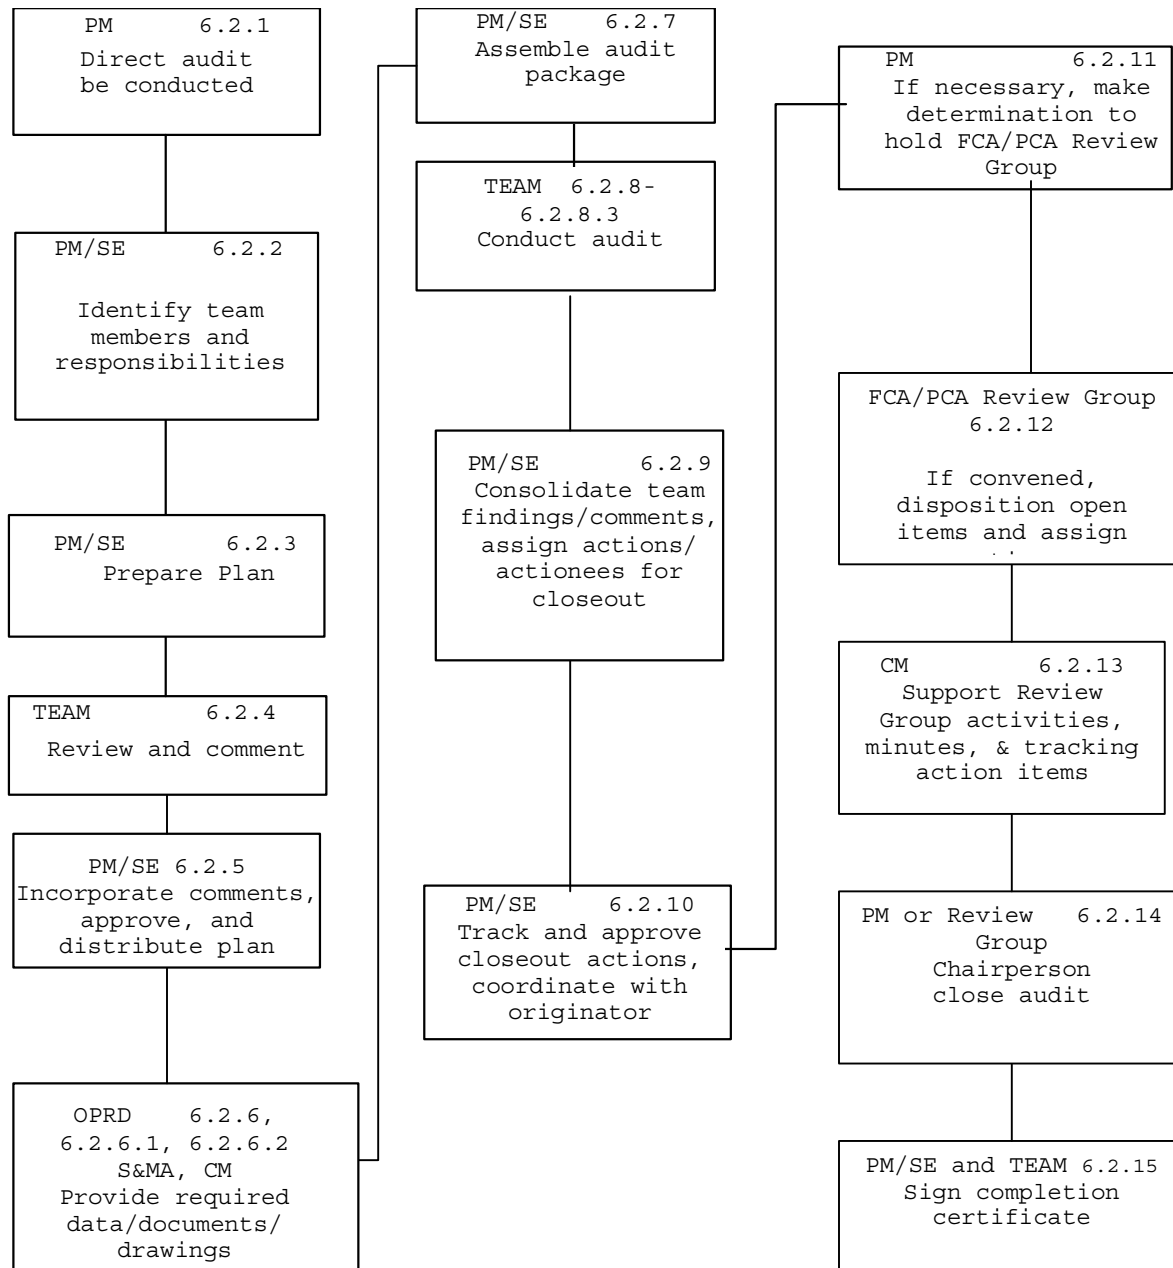 PM 6.2.1
Direct audit
be conducted
PM/SE 6.2.2
Identify team
members and
responsibilities
PM/SE 6.2.3
Prepare Plan
TEAM 6.2.4
Review and comment
PM/SE 6.2.5
Incorporate comments,
approve, and
distribute plan
OPRD 6.2.6,
6.2.6.1, 6.2.6.2
S&MA, CM
Provide required
data/documents/
drawings
PM/SE 6.2.7
Assemble audit
package
TEAM 6.2.8-
6.2.8.3
Conduct audit
PM/SE 6.2.9
Consolidate team
findings/comments,
assign actions/
actionees for
closeout
PM/SE 6.2.10
Track and approve
closeout actions,
coordinate with
originator
PM 6.2.11
If necessary, make
determination to
hold FCA/PCA Review
Group
FCA/PCA Review Group
6.2.12
If convened,
disposition open
items and assign
CM 6.2.13
Support Review
Group activities,
minutes, & tracking
action items
PM or Review 6.2.14
Group
Chairperson
close audit
PM/SE and TEAM 6.2.15
Sign completion
certificate